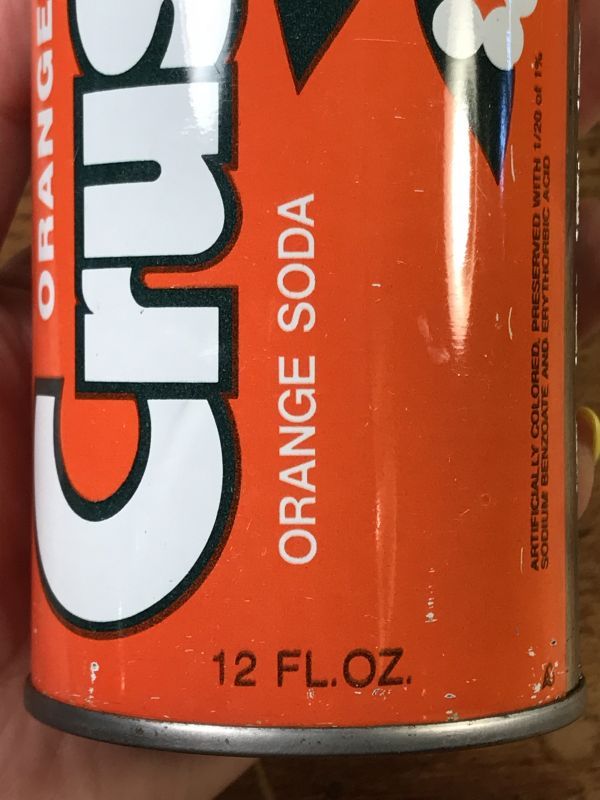 ORANGE
Crus
ORANGE SODA
ARTIFICIALLY COLORED. PRESERVED WITH 1/20 of 1%
SODIUM BENZOATE AND ERYTHORBIC ACID
12 FL.OZ.
A